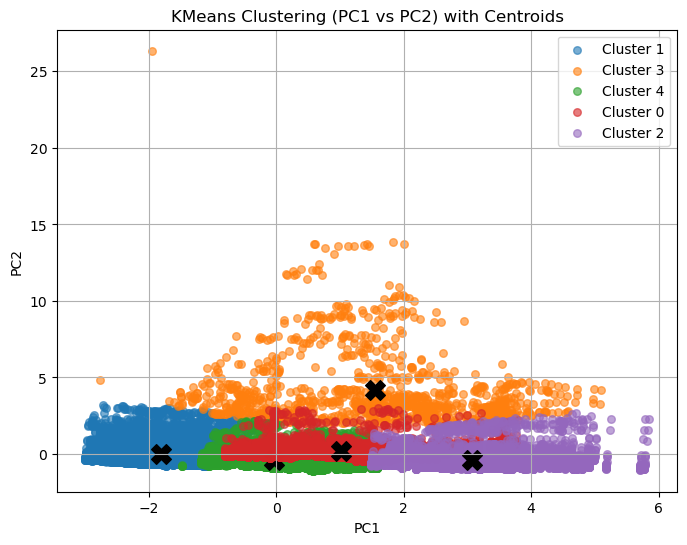 KMeans Clustering (PC1 vs PC2) with Centroids
Cluster 1
Cluster 3
Cluster 4
Cluster 0
Cluster 2
25
20
15
10
5
0
PC2
−2
0
2
4
6
PC1